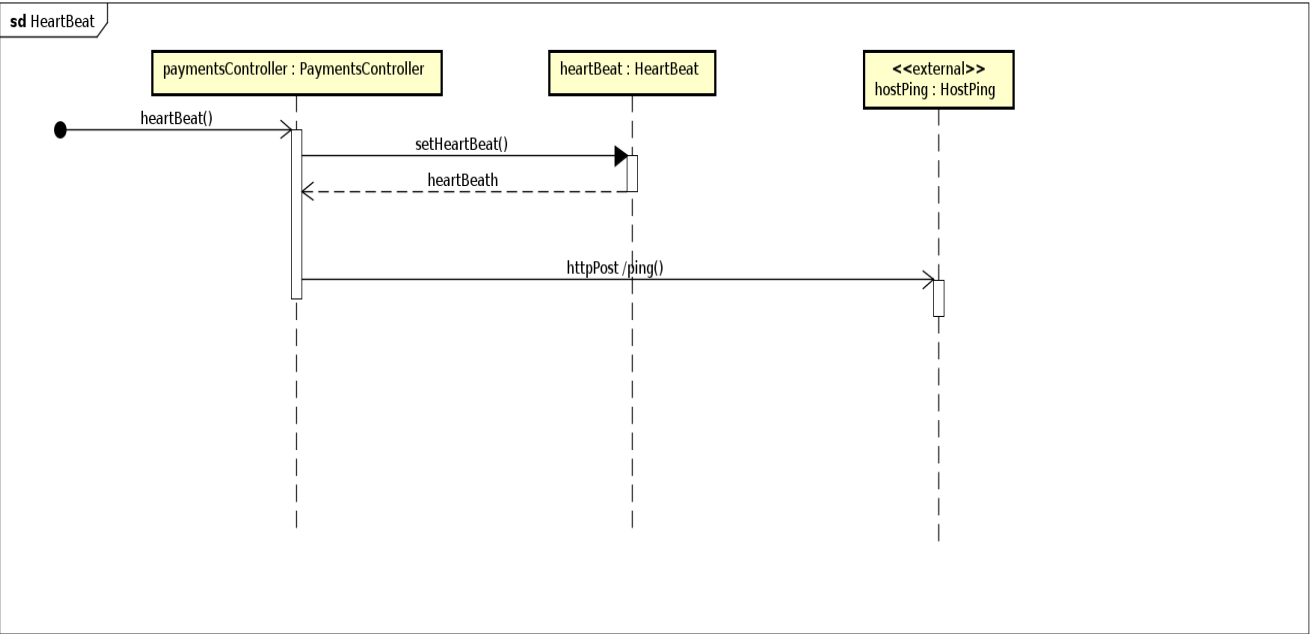 sd HeartBeat
paymentsController : PaymentsController
heartBeat : HeartBeat
<<external>>
hostPing : HostPing
heartBeat()
setHeartBeat()
heartBeath
httpPost /ping()